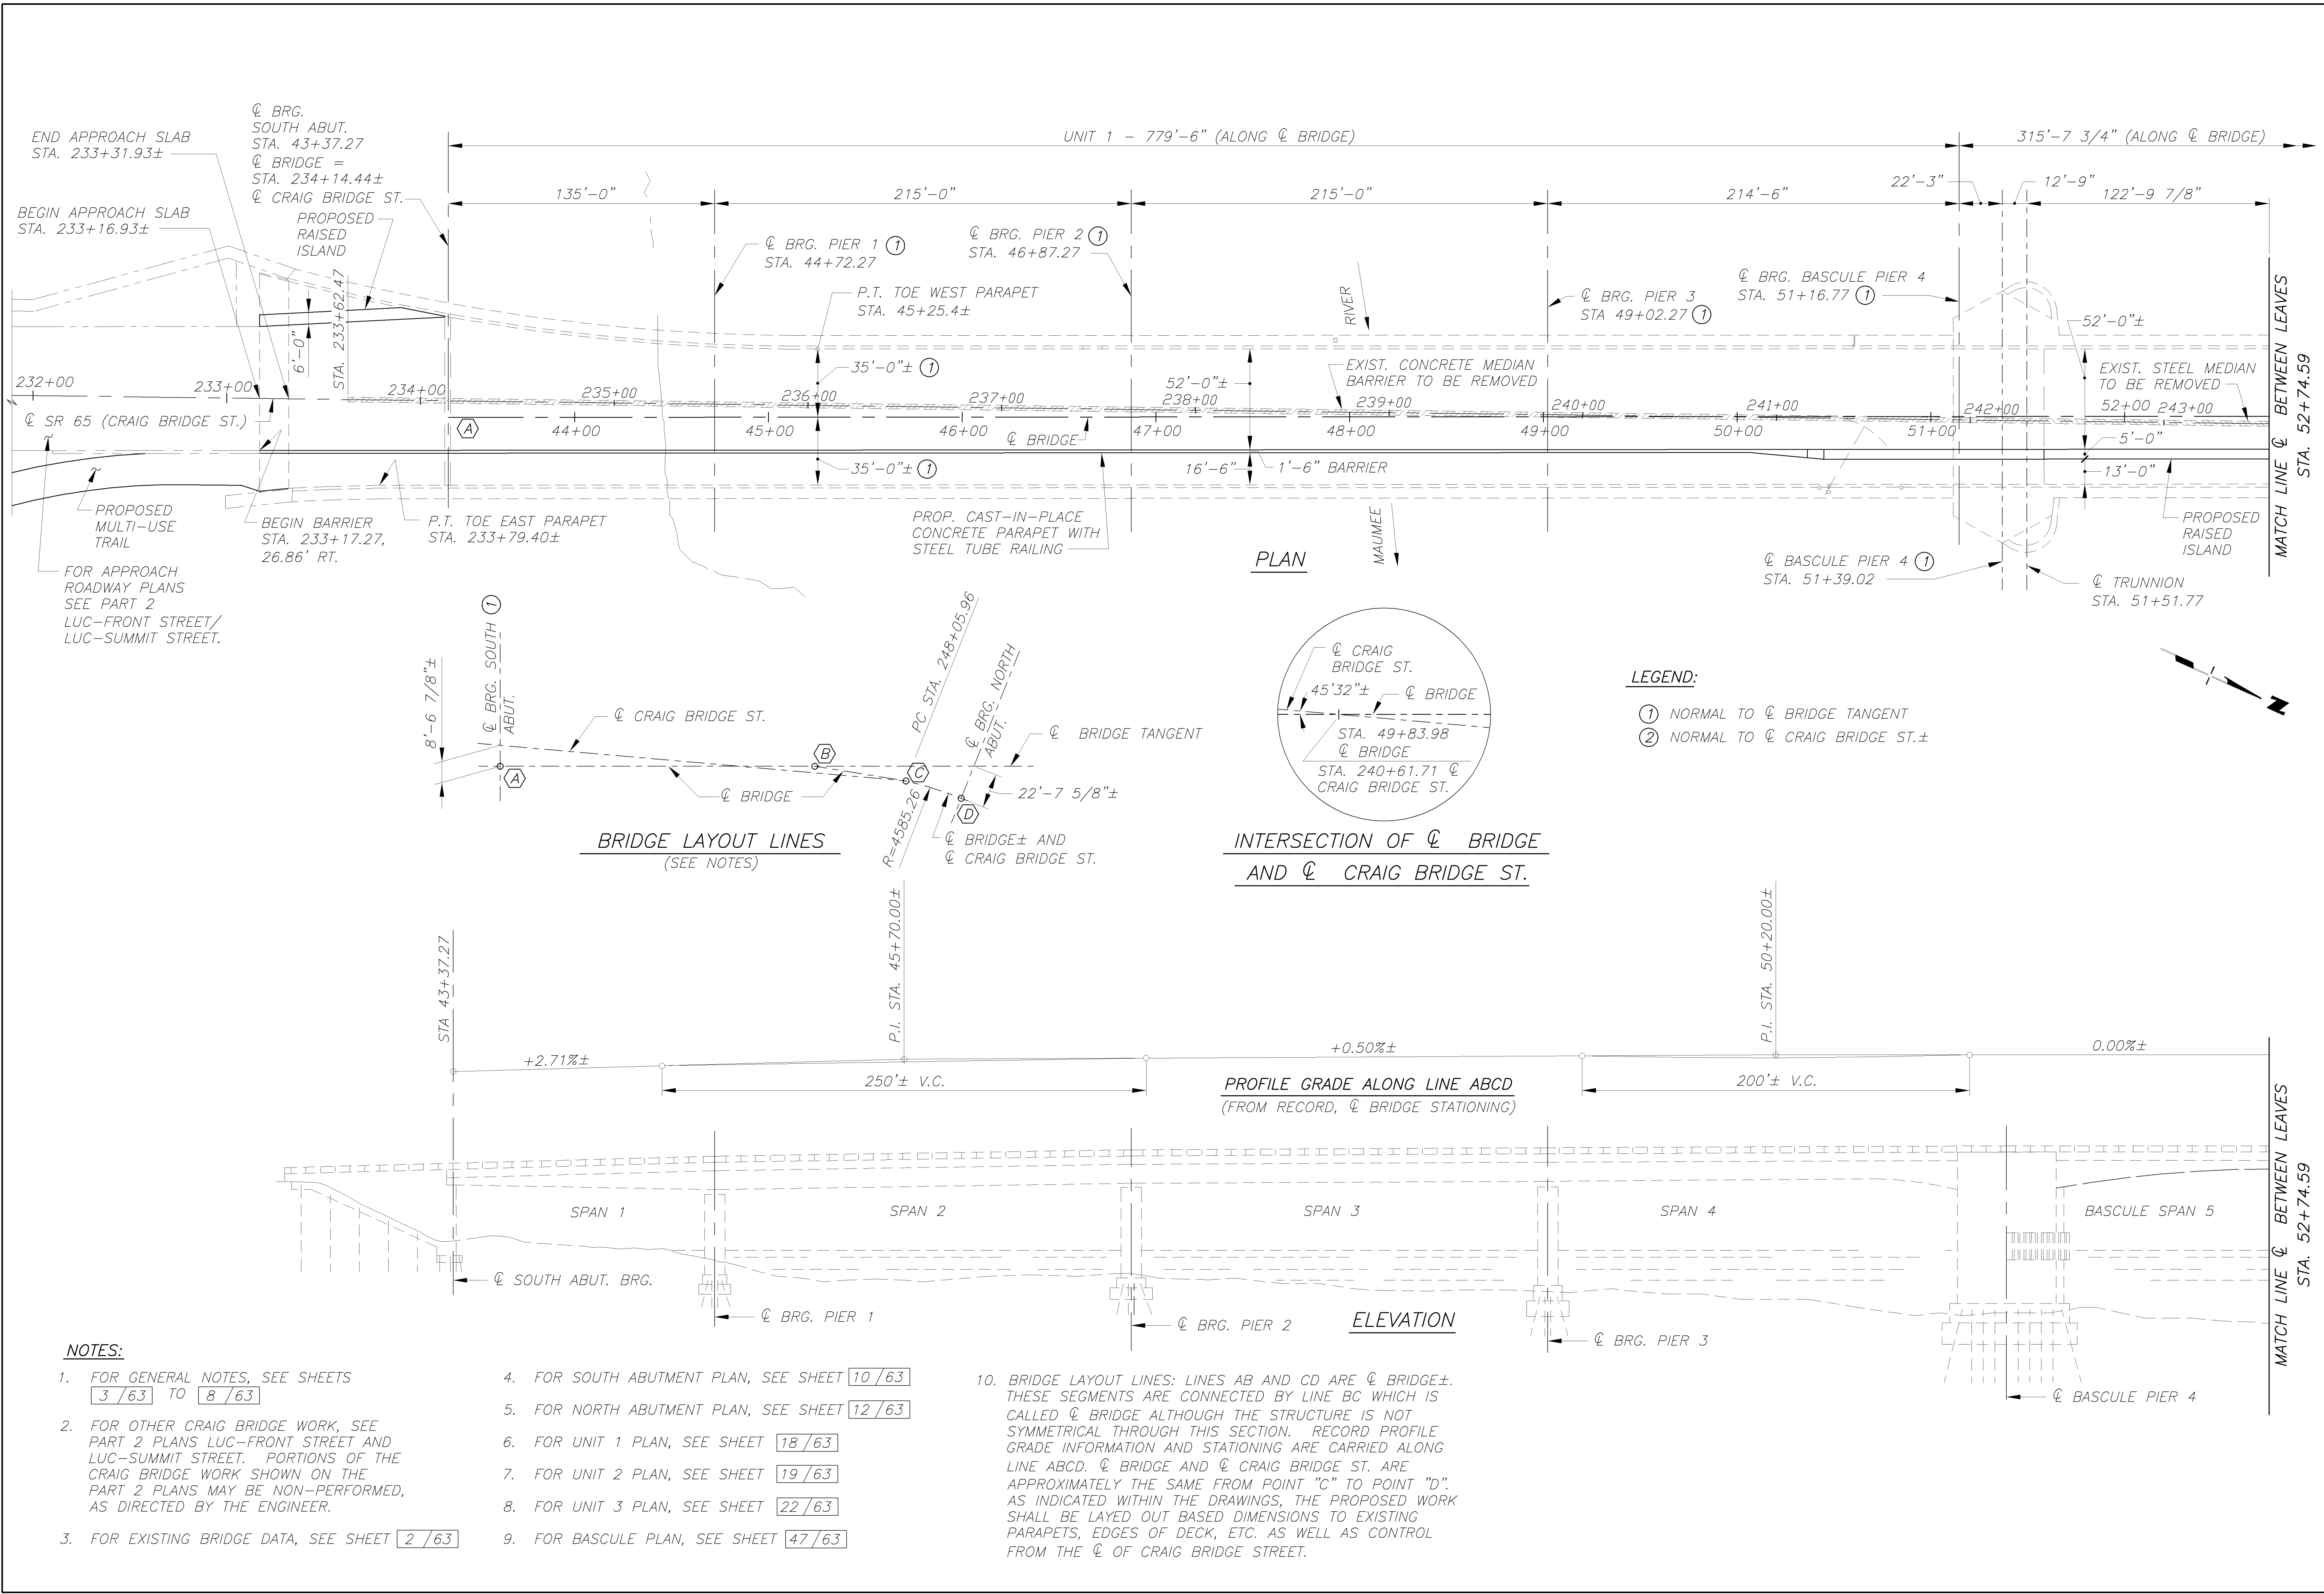 END APPROACH SLAB
STA. 233+31.93±
BEGIN APPROACH SLAB
STA. 233+16.93±
℄ BRG.
SOUTH ABUT.
STA. 43+37.27
℄ BRIDGE =
STA. 234+14.44±
℄ CRAIG BRIDGE ST.
PROPOSED
RAISED
ISLAND
UNIT 1 - 779'-6" (ALONG ℄ BRIDGE)
315'-7 3/4" (ALONG ℄ BRIDGE)
135'-0"
215'-0"
215'-0"
214'-6"
22'-3"
12'-9"
122'-9 7/8"
℄ BRG. PIER 1 ①
STA. 44+72.27
℄ BRG. PIER 2 ①
STA. 46+87.27
P.T. TOE WEST PARAPET
STA. 45+25.4±
RIVER
℄ BRG. PIER 3
STA 49+02.27 ①
℄ BRG. BASCULE PIER 4
STA. 51+16.77 ①
52'-0"±
6'-0"
STA. 233+62.47
35'-0"± ①
52'-0"±
EXIST. CONCRETE MEDIAN
BARRIER TO BE REMOVED
EXIST. STEEL MEDIAN
TO BE REMOVED
MATCH LINE ℄ BETWEEN LEAVES
STA. 52+74.59
232+00
233+00
234+00
235+00
236+00
237+00
238+00
239+00
240+00
241+00
242+00
52+00
243+00
℄ SR 65 (CRAIG BRIDGE ST.)
A
44+00
45+00
46+00
℄ BRIDGE
47+00
48+00
49+00
50+00
51+00
5'-0"
35'-0"± ①
16'-6"
1'-6" BARRIER
13'-0"
PROPOSED
MULTI-USE
TRAIL
BEGIN BARRIER
STA. 233+17.27,
26.86' RT.
P.T. TOE EAST PARAPET
STA. 233+79.40±
PROP. CAST-IN-PLACE
CONCRETE PARAPET WITH
STEEL TUBE RAILING
PLAN
MAUMEE
PROPOSED
RAISED
ISLAND
℄ BASCULE PIER 4 ①
STA. 51+39.02
℄ TRUNNION
STA. 51+51.77
FOR APPROACH
ROADWAY PLANS
SEE PART 2
LUC-FRONT STREET/
LUC-SUMMIT STREET.
8'-6 7/8"±
℄ BRG. SOUTH ①
ABUT.
℄ CRAIG BRIDGE ST.
PC STA. 248+05.96
℄ BRG. NORTH
ABUT.
℄ BRIDGE TANGENT
A
B
C
D
℄ BRIDGE
22'-7 5/8"±
R=4585.26
℄ BRIDGE± AND
℄ CRAIG BRIDGE ST.
BRIDGE LAYOUT LINES
(SEE NOTES)
℄ CRAIG
BRIDGE ST.
45'32"±
℄ BRIDGE
STA. 49+83.98
℄ BRIDGE
STA. 240+61.71 ℄
CRAIG BRIDGE ST.
INTERSECTION OF ℄ BRIDGE
AND ℄ CRAIG BRIDGE ST.
LEGEND:
① NORMAL TO ℄ BRIDGE TANGENT
② NORMAL TO ℄ CRAIG BRIDGE ST.±
N
STA 43+37.27
P.I. STA. 45+70.00±
P.I. STA. 50+20.00±
+2.71%±
+0.50%±
0.00%±
250'± V.C.
200'± V.C.
PROFILE GRADE ALONG LINE ABCD
(FROM RECORD, ℄ BRIDGE STATIONING)
MATCH LINE ℄ BETWEEN LEAVES
STA. 52+74.59
SPAN 1
SPAN 2
SPAN 3
SPAN 4
BASCULE SPAN 5
℄ SOUTH ABUT. BRG.
℄ BRG. PIER 1
℄ BRG. PIER 2
ELEVATION
℄ BRG. PIER 3
℄ BASCULE PIER 4
NOTES:
1. FOR GENERAL NOTES, SEE SHEETS
3 /63 TO 8 /63
2. FOR OTHER CRAIG BRIDGE WORK, SEE
PART 2 PLANS LUC-FRONT STREET AND
LUC-SUMMIT STREET. PORTIONS OF THE
CRAIG BRIDGE WORK SHOWN ON THE
PART 2 PLANS MAY BE NON-PERFORMED,
AS DIRECTED BY THE ENGINEER.
3. FOR EXISTING BRIDGE DATA, SEE SHEET 2 /63
4. FOR SOUTH ABUTMENT PLAN, SEE SHEET 10 /63
5. FOR NORTH ABUTMENT PLAN, SEE SHEET 12 /63
6. FOR UNIT 1 PLAN, SEE SHEET 18 /63
7. FOR UNIT 2 PLAN, SEE SHEET 19 /63
8. FOR UNIT 3 PLAN, SEE SHEET 22 /63
9. FOR BASCULE PLAN, SEE SHEET 47 /63
10. BRIDGE LAYOUT LINES: LINES AB AND CD ARE ℄ BRIDGE±.
THESE SEGMENTS ARE CONNECTED BY LINE BC WHICH IS
CALLED ℄ BRIDGE ALTHOUGH THE STRUCTURE IS NOT
SYMMETRICAL THROUGH THIS SECTION. RECORD PROFILE
GRADE INFORMATION AND STATIONING ARE CARRIED ALONG
LINE ABCD. ℄ BRIDGE AND ℄ CRAIG BRIDGE ST. ARE
APPROXIMATELY THE SAME FROM POINT "C" TO POINT "D".
AS INDICATED WITHIN THE DRAWINGS, THE PROPOSED WORK
SHALL BE LAYED OUT BASED DIMENSIONS TO EXISTING
PARAPETS, EDGES OF DECK, ETC. AS WELL AS CONTROL
FROM THE ℄ OF CRAIG BRIDGE STREET.